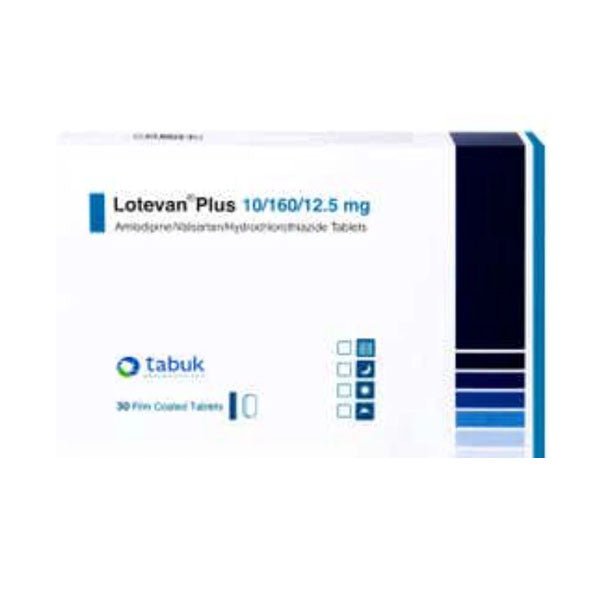 Lotevan® Plus 10/160/12.5 mg
Amlodipine/Valsartan/Hydrochlorothiazide Tablets
tabuk
30 Film Coated Tablets